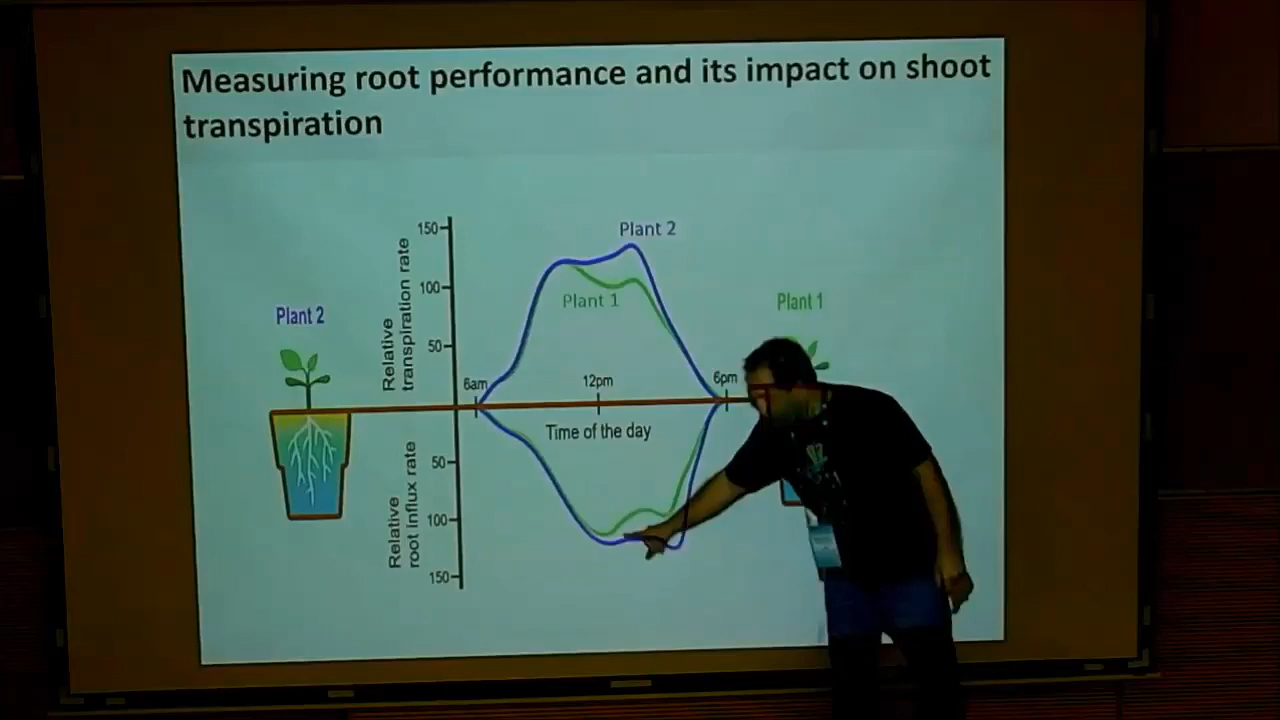 Measuring root performance and its impact on shoot
transpiration
Plant 2
Relative
transpiration rate
150
100
50
Plant 2
Plant 1
Plant 1
6am
12pm
6pm
Time of the day
Relative
root influx rate
50
100
150